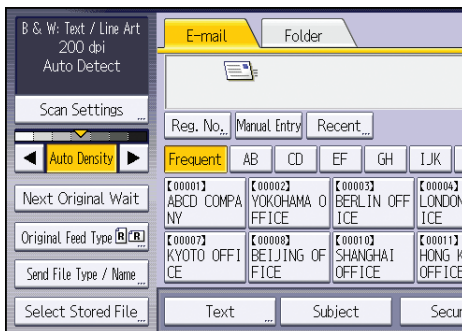 B & W: Text / Line Art
200 dpi
Auto Detect
Scan Settings
Auto Density
Next Original Wait
Original Feed Type R R
Send File Type / Name
Select Stored File
E-mail
Folder
Reg. No.
Manual Entry
Recent
Frequent
AB
CD
EF
GH
IJK
【00001】
ABCD COMPA
NY
【00002】
YOKOHAMA O
FFICE
【00003】
BERLIN OFF
ICE
【00004】
LONDON
ICE
【00007】
KYOTO OFFI
CE
【00008】
BEIJING OF
FICE
【00010】
SHANGHAI
OFFICE
【00011】
HONG K
OFFICE
Text
Subject
Secur